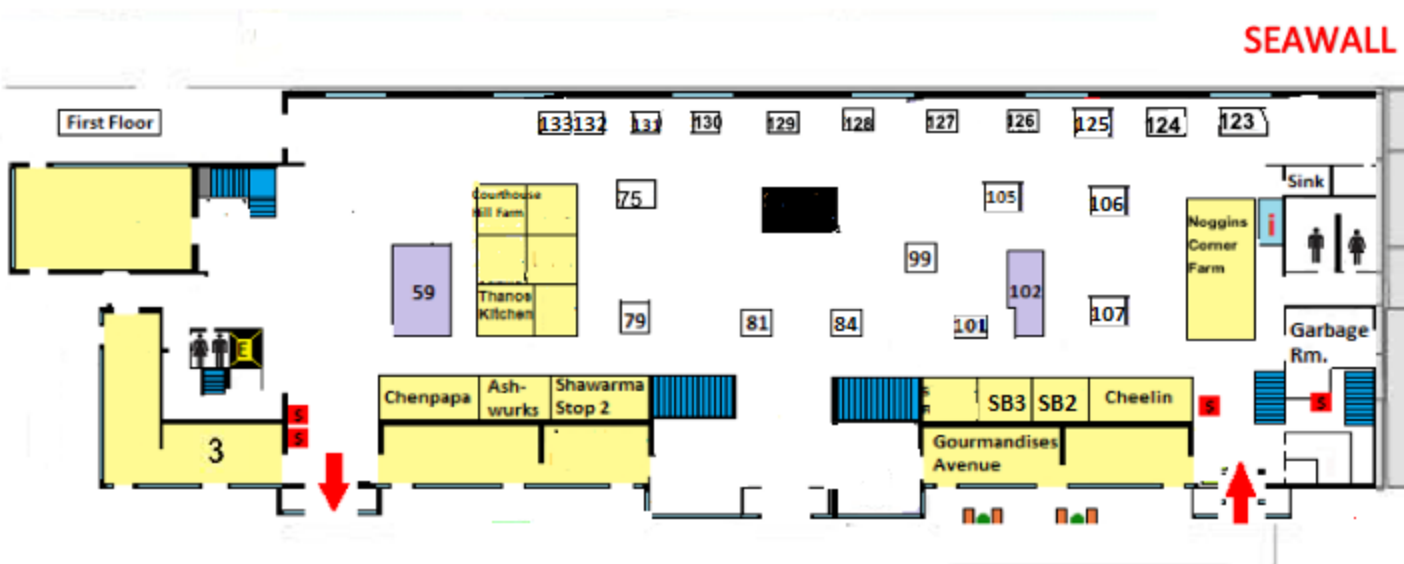 SEAWALL
First Floor
133 132 131 130 129 128 127 126 125 124 123
Sink
Courthouse
Hill Farm
75
105
106
Noggins
Corner
Farm
i
99
59
102
Thanos
Kitchen
79
81
84
101
107
Garbage
Rm.
E
Chenpapa
Ash-
wurks
Shawarma
Stop 2
SB3
SB2
Cheelin
S
S
S
S
3
Gourmandises
Avenue